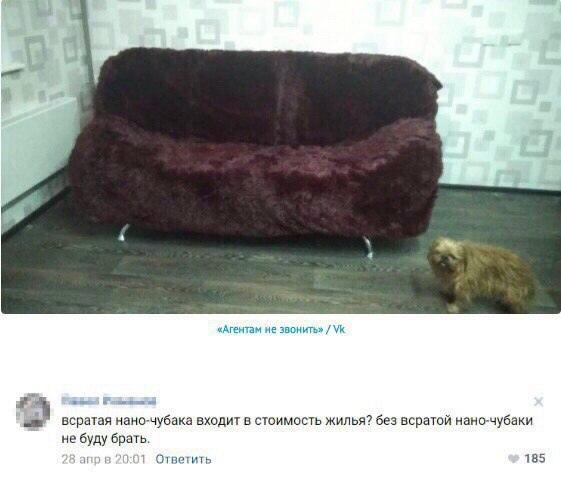 «Агентам не звонить» / Vk
всратая нано-чубака входит в стоимость жилья? без всратой нано-чубаки
не буду брать.
28 апр в 20:01 Ответить
185